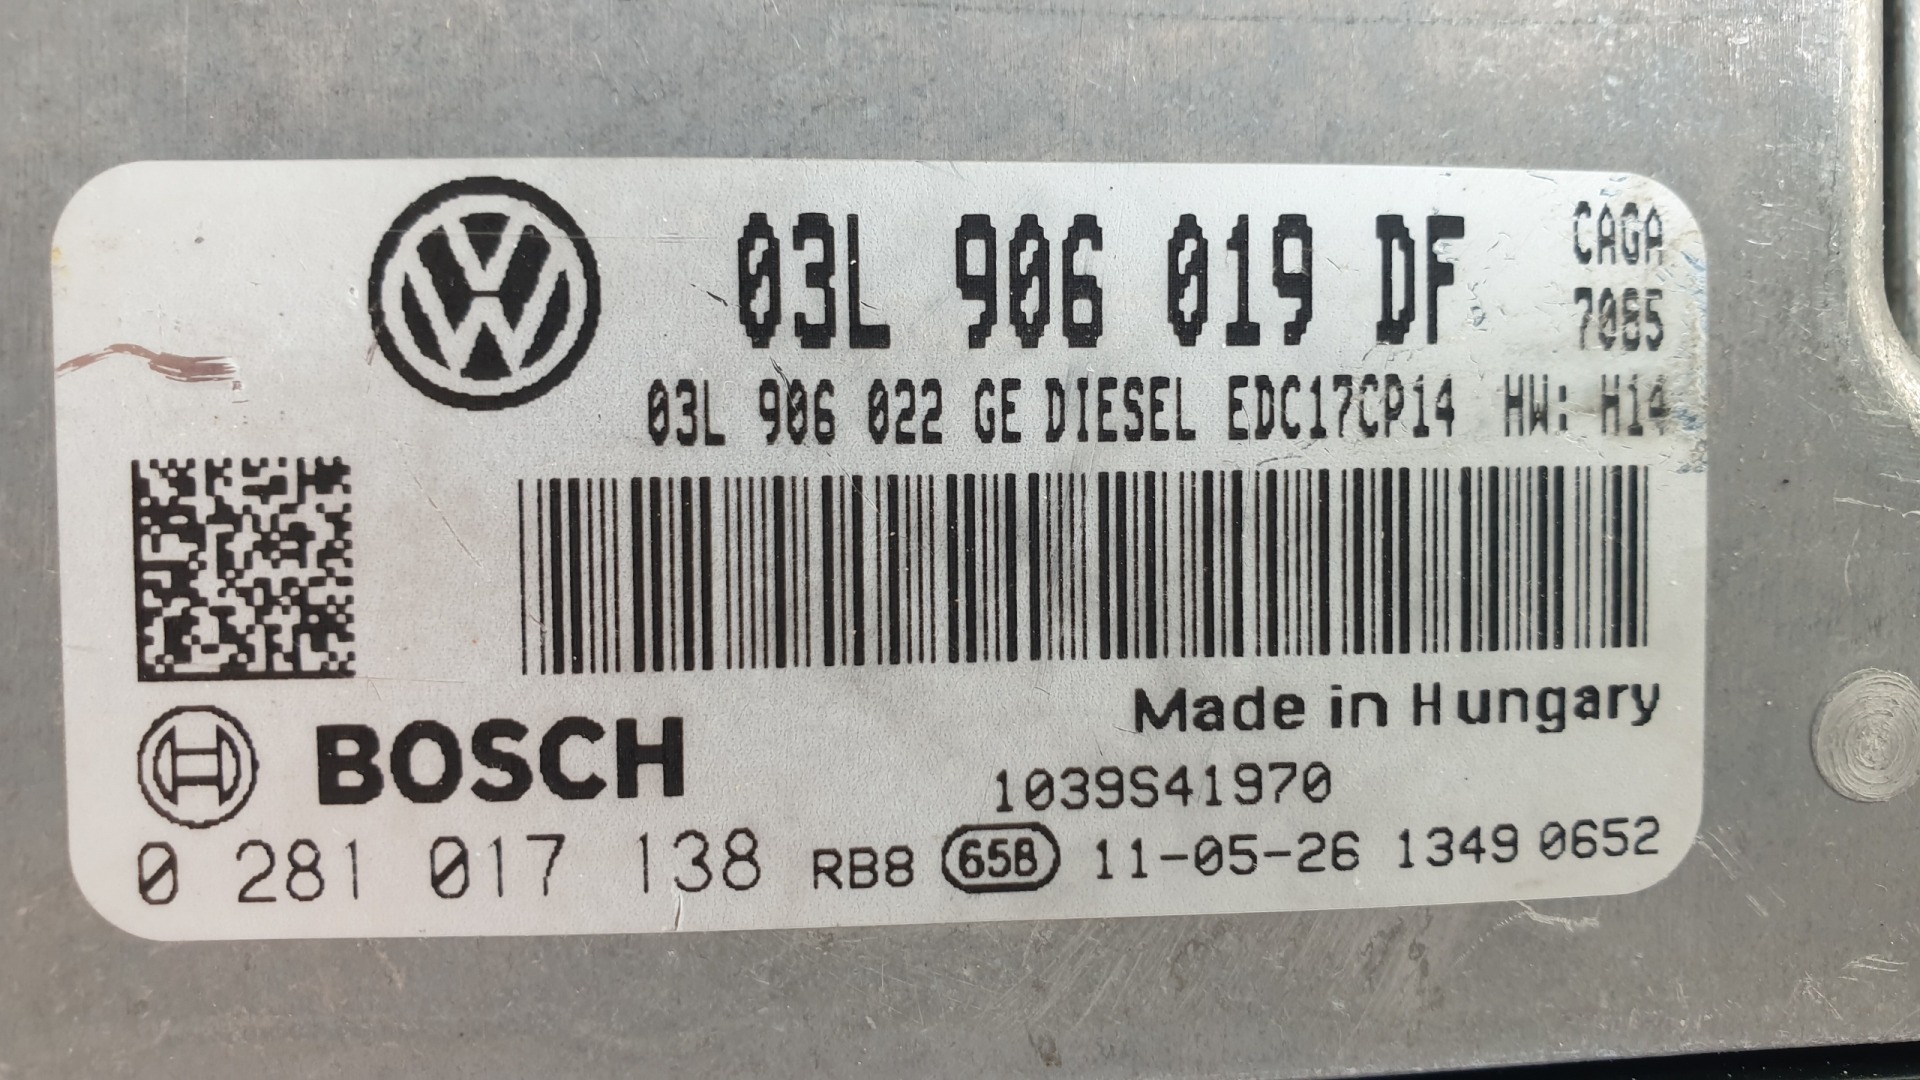 03L 906 019 DF
CAGA
7065
03L 906 022 GE DIESEL EDC17CP14 HW: H14
Made in Hungary
BOSCH
1039S41970
0 281 017 138 RB8 65B 11-05-26 1349 0652